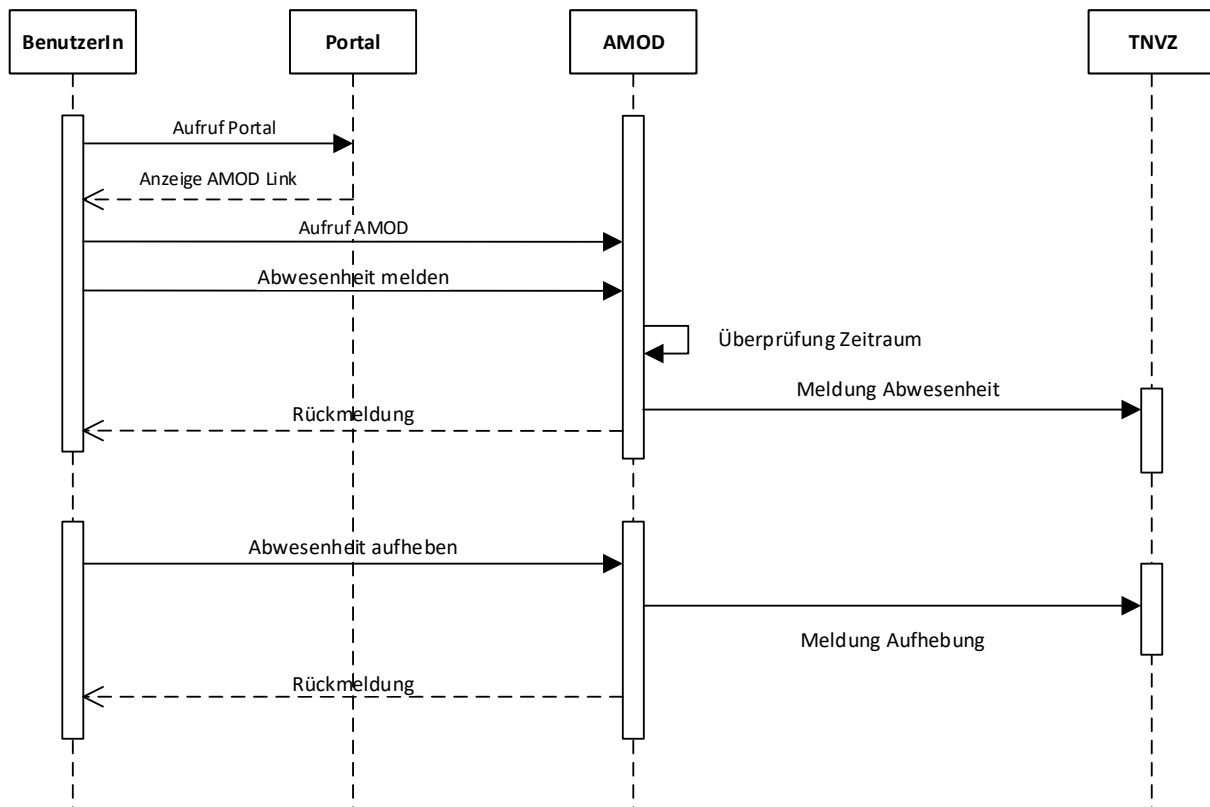 BenutzerIn
Portal
AMOD
TNVZ
Aufruf Portal
Anzeige AMOD Link
Aufruf AMOD
Abwesenheit melden
Überprüfung Zeitraum
Meldung Abwesenheit
Rückmeldung
Abwesenheit aufheben
Meldung Aufhebung
Rückmeldung